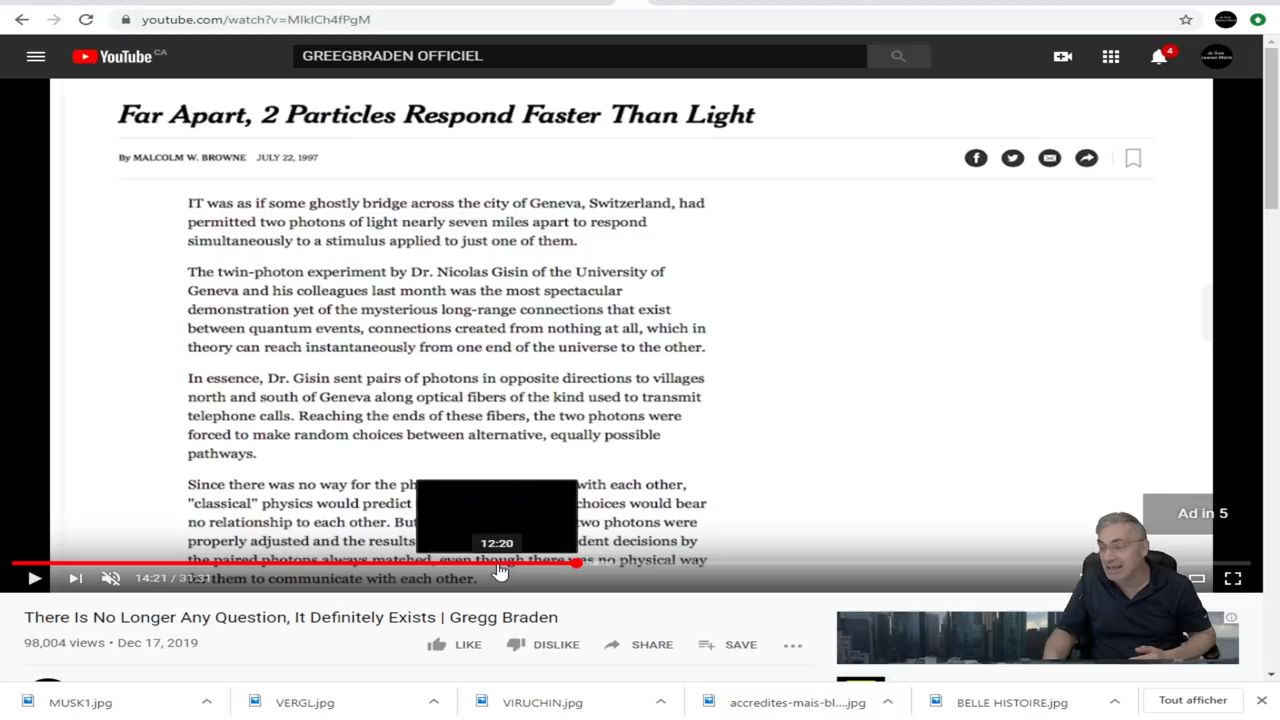 youtube.com/watch?v=MIkICh4fPgM
YouTube CA
GREEGBRADEN OFFICIEL
4
Far Apart, 2 Particles Respond Faster Than Light
By MALCOLM W. BROWNE JULY 22, 1997
IT was as if some ghostly bridge across the city of Geneva, Switzerland, had
permitted two photons of light nearly seven miles apart to respond
simultaneously to a stimulus applied to just one of them.
The twin-photon experiment by Dr. Nicolas Gisin of the University of
Geneva and his colleagues last month was the most spectacular
demonstration yet of the mysterious long-range connections that exist
between quantum events, connections created from nothing at all, which in
theory can reach instantaneously from one end of the universe to the other.
In essence, Dr. Gisin sent pairs of photons in opposite directions to villages
north and south of Geneva along optical fibers of the kind used to transmit
telephone calls. Reaching the ends of these fibers, the two photons were
forced to make random choices between alternative, equally possible
pathways.
Since there was no way for the with each other,
"classical" physics would predict choices would bear
no relationship to each other. two photons were
properly adjusted and the results decisions by
the paired photons always matched, even though there was no physical way
them to communicate with each other.
12:20
Ad in 5
14:21 /
There Is No Longer Any Question, It Definitely Exists | Gregg Braden
98,004 views • Dec 17, 2019
LIKE DISLIKE SHARE SAVE
MUSK1.jpg VERGL.jpg VIRUCHIN.jpg accredites-mais-bl....jpg BELLE HISTOIRE.jpg Tout afficher